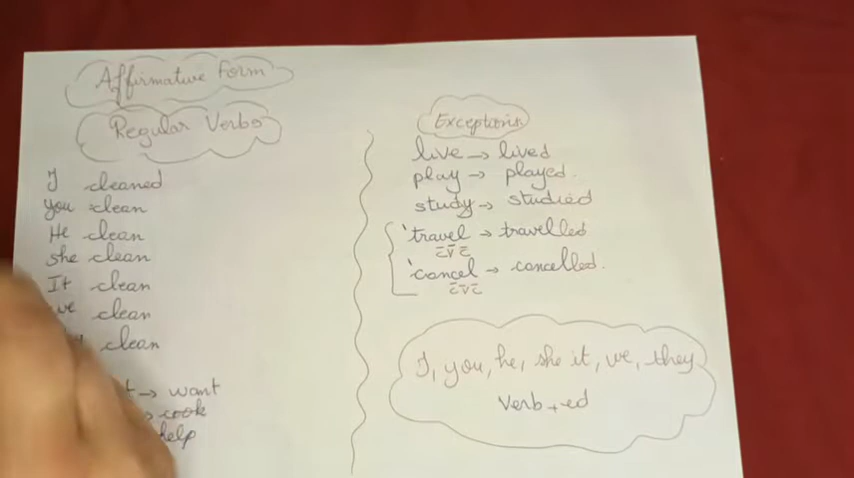 Affirmative form
Regular Verbs
I cleaned
you clean
He clean
she clean
It clean
we clean
clean
→ want
cook
help
Exceptions
live → lived
play → played.
study → studied
'travel → travelled
c̄ v̄ c̄
'cancel → cancelled.
c̄ v̄ c̄
I, you, he, she it, we, they
Verb + ed